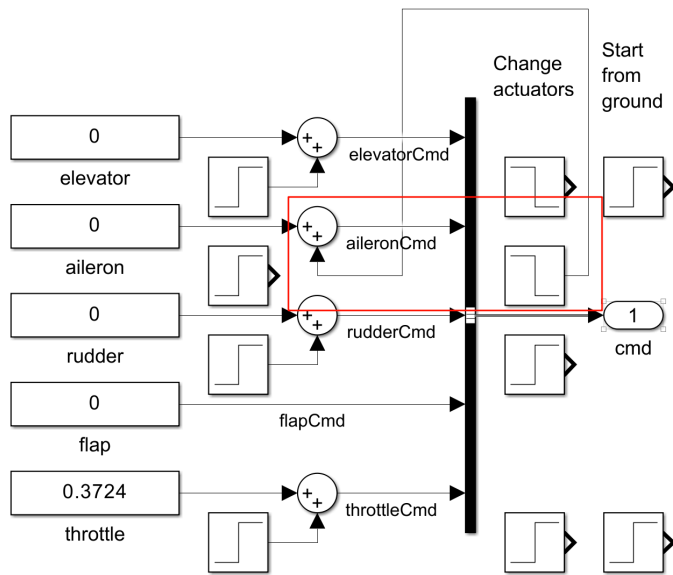 Change
actuators
Start
from
ground
0
elevatorCmd
elevator
0
aileronCmd
aileron
0
rudderCmd
1
rudder
cmd
0
flapCmd
flap
0.3724
throttleCmd
throttle